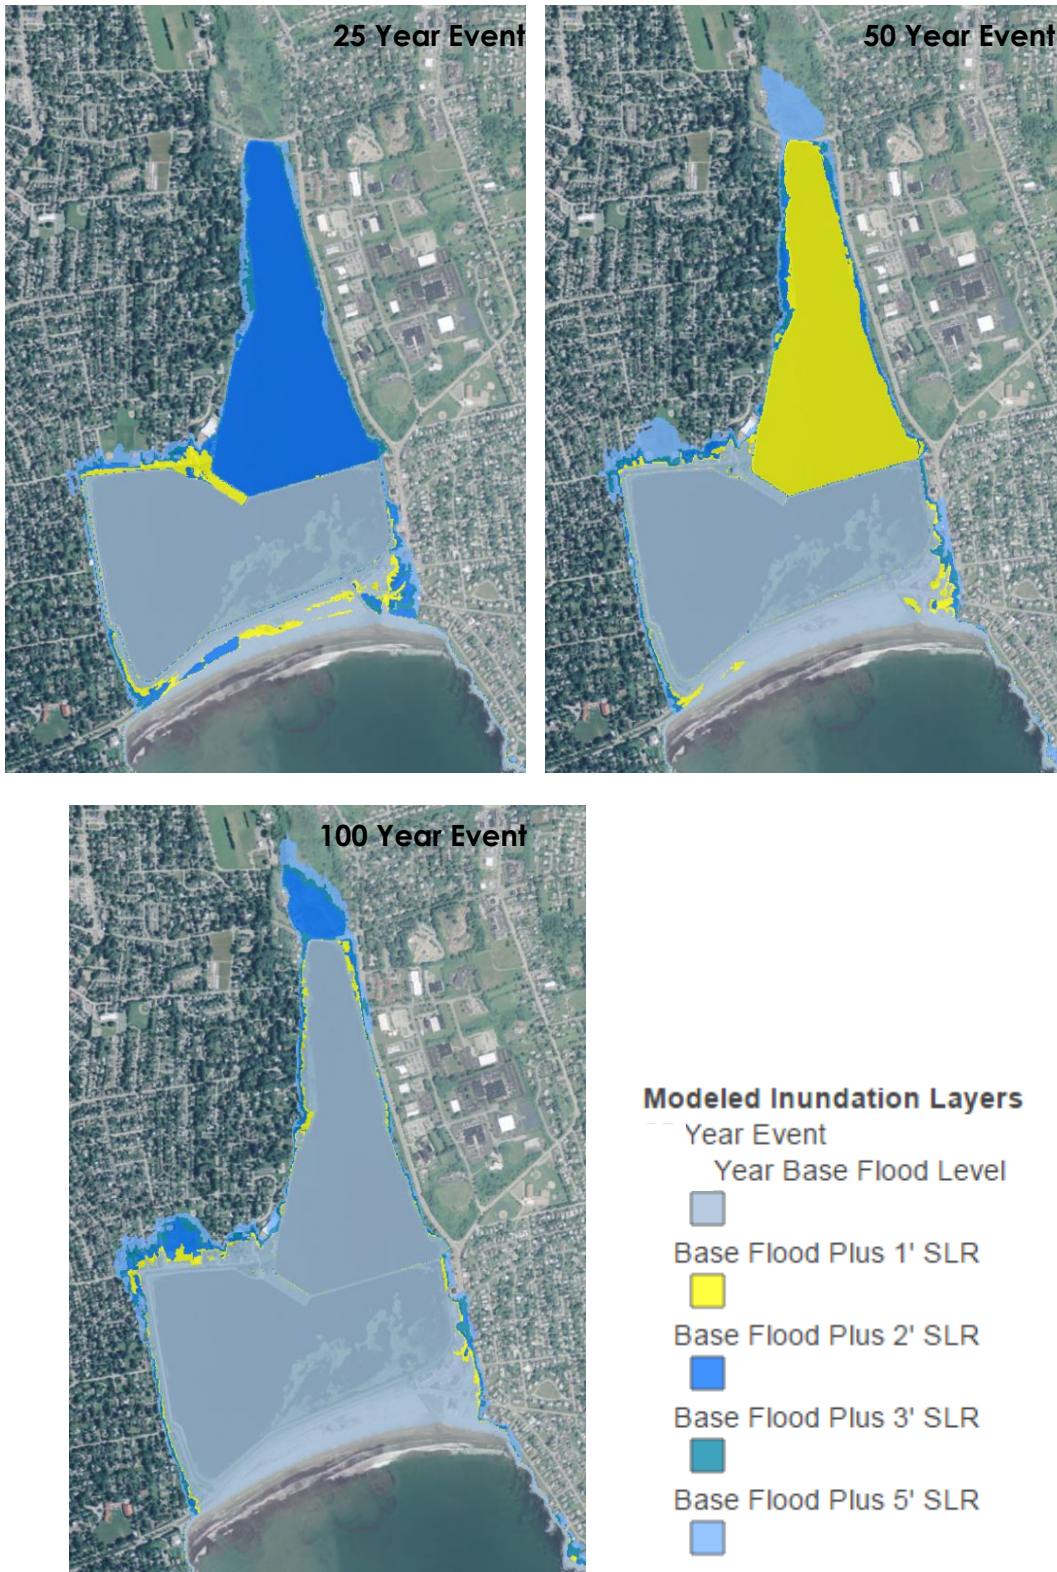 25 Year Event
50 Year Event
100 Year Event
Modeled Inundation Layers
Year Event
Year Base Flood Level
Base Flood Plus 1' SLR
Base Flood Plus 2' SLR
Base Flood Plus 3' SLR
Base Flood Plus 5' SLR